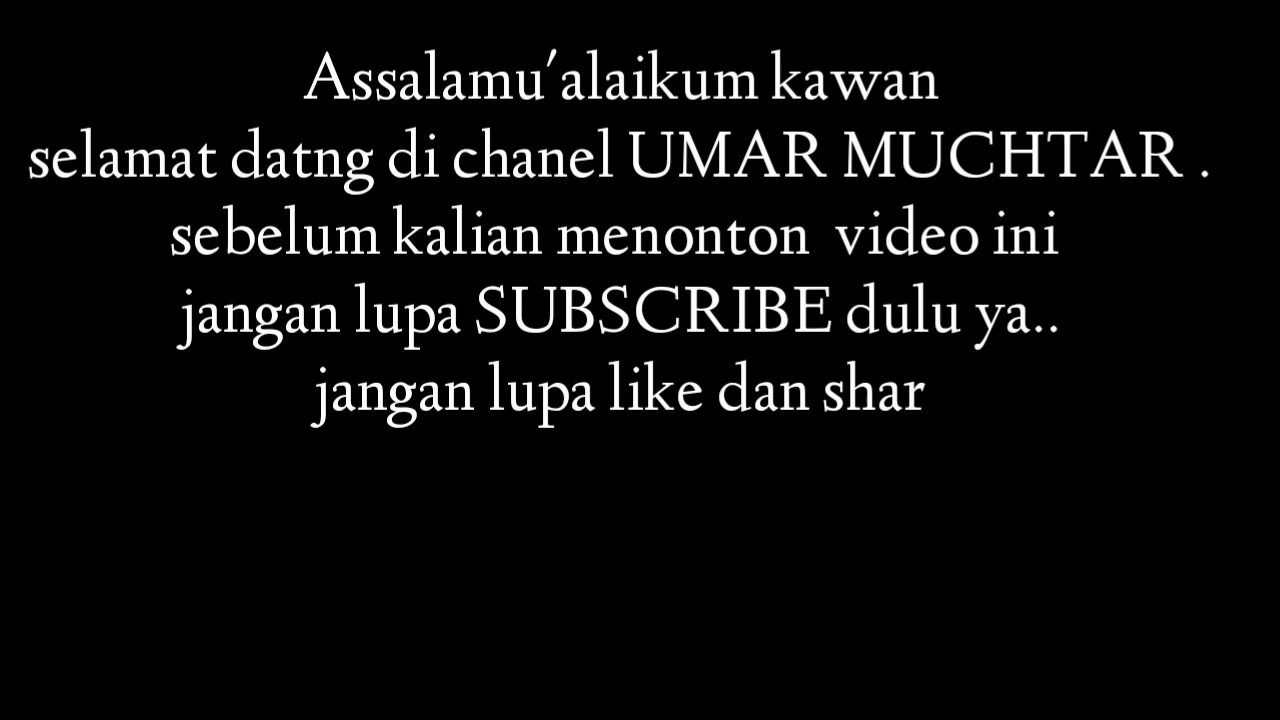 Assalamu'alaikum kawan
selamat datng di chanel UMAR MUCHTAR .
sebelum kalian menonton video ini
jangan lupa SUBSCRIBE dulu ya..
jangan lupa like dan shar